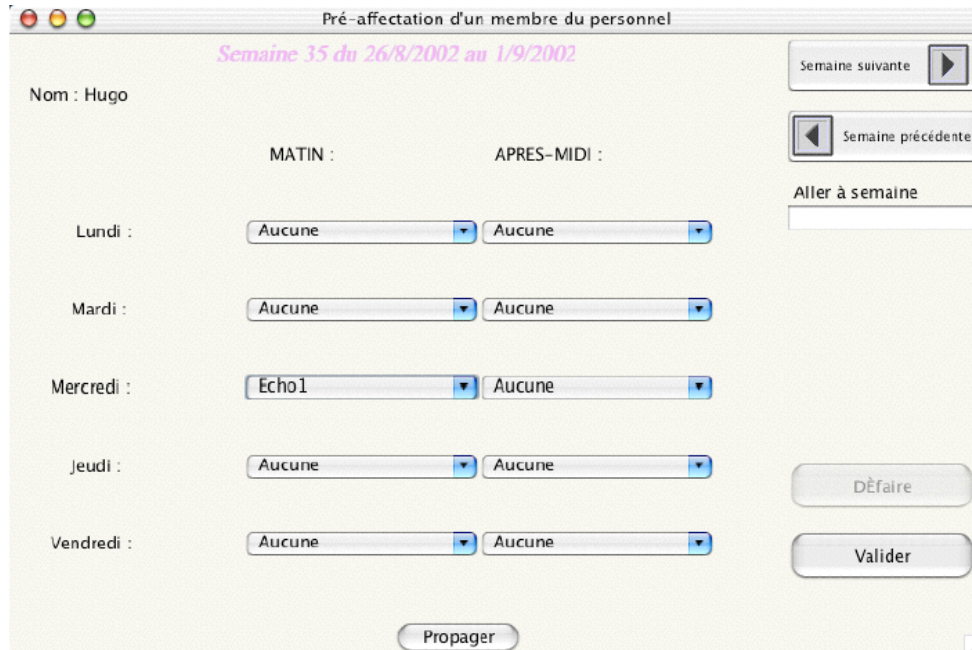 Pré-affectation d'un membre du personnel
Semaine 35 du 26/8/2002 au 1/9/2002
Semaine suivante
Nom : Hugo
Semaine précédente
MATIN : APRES-MIDI :
Aller à semaine
Lundi : Aucune Aucune
Mardi : Aucune Aucune
Mercredi : Echo1 Aucune
Jeudi : Aucune Aucune
DÈfaire
Vendredi : Aucune Aucune
Valider
Propager